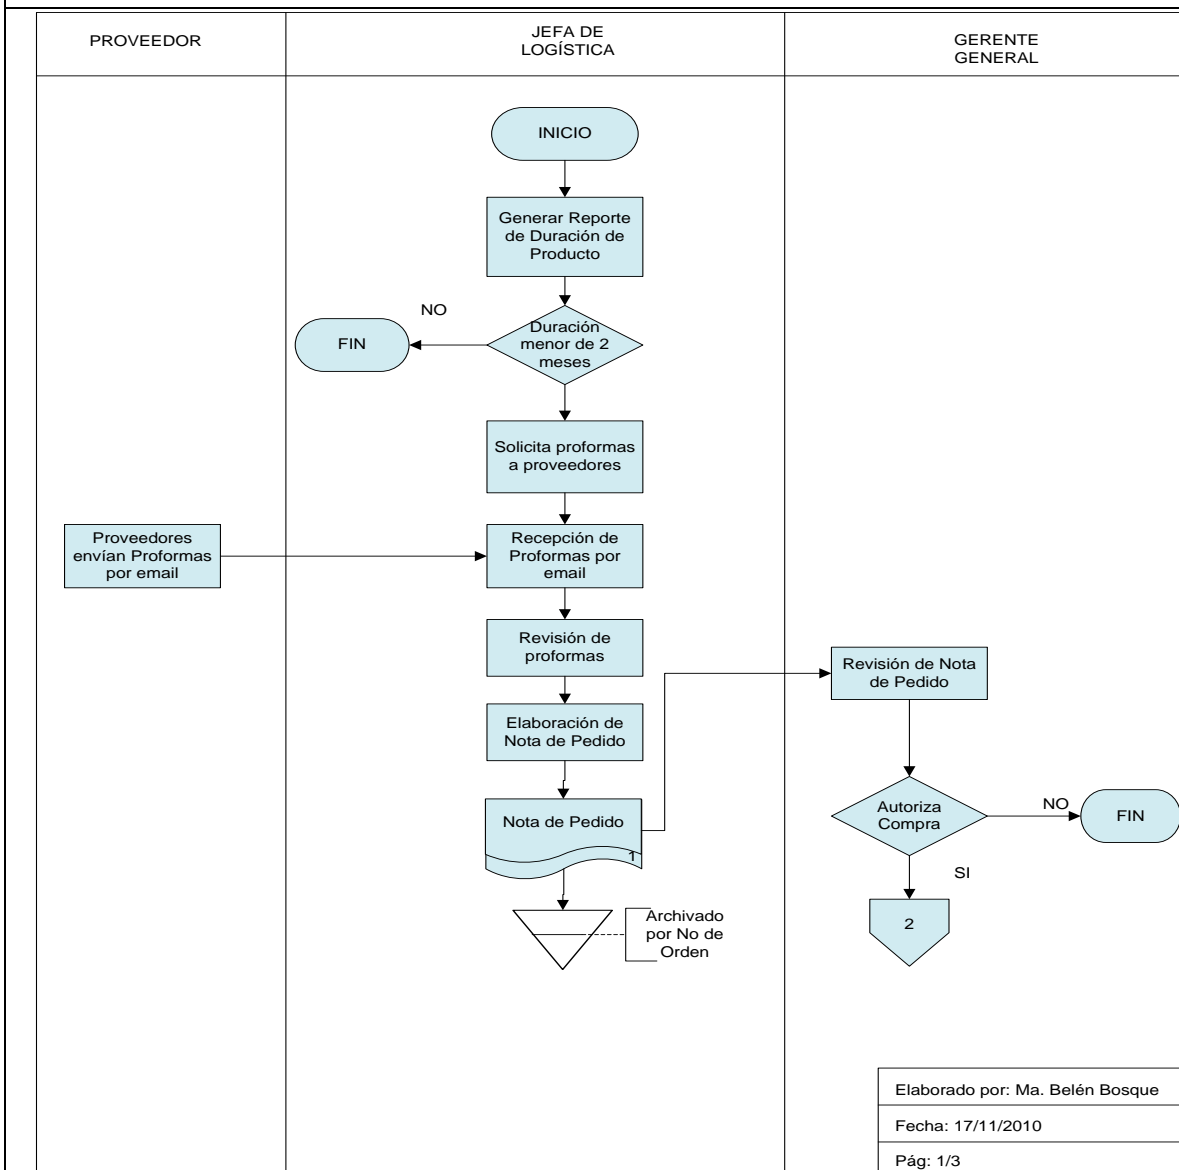 PROVEEDOR
JEFA DE
LOGÍSTICA
GERENTE
GENERAL
INICIO
Generar Reporte
de Duración de
Producto
NO
FIN
Duración
menor de 2
meses
Solicita proformas
a proveedores
Proveedores
envían Proformas
por email
Recepción de
Proformas por
email
Revisión de
proformas
Revisión de Nota
de Pedido
Elaboración de
Nota de Pedido
Nota de Pedido
1
Autoriza
Compra
NO
FIN
SI
2
Archivado
por No de
Orden
Elaborado por: Ma. Belén Bosque
Fecha: 17/11/2010
Pág: 1/3